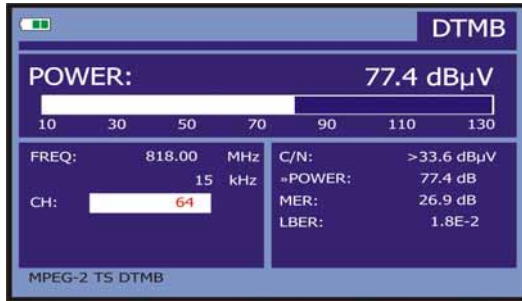 DTMB
POWER: 77.4 dBµV
10 30 50 70 90 110 130
FREQ: 818.00 MHz
15 kHz
CH: 64
C/N: >33.6 dBµV
»POWER: 77.4 dB
MER: 26.9 dB
LBER: 1.8E-2
MPEG-2 TS DTMB